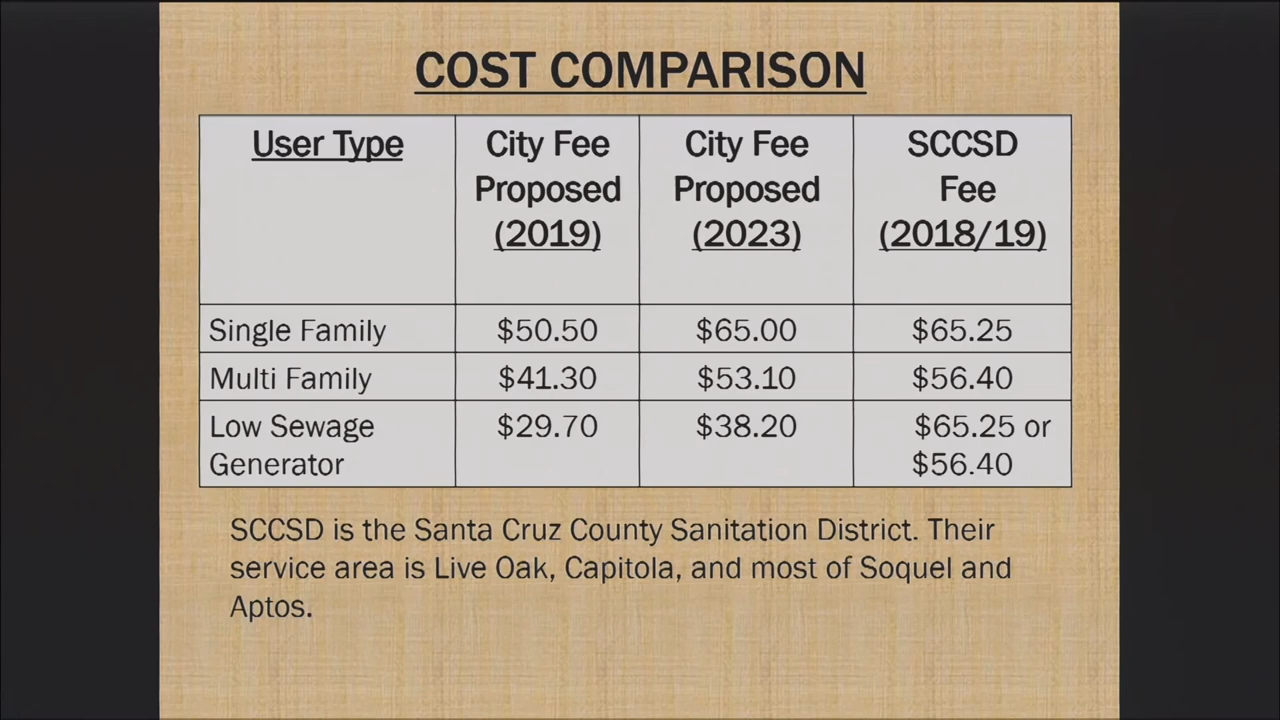 COST COMPARISON
User Type
City Fee
Proposed
(2019)
City Fee
Proposed
(2023)
SCCSD
Fee
(2018/19)
Single Family $50.50 $65.00 $65.25
Multi Family $41.30 $53.10 $56.40
Low Sewage $29.70 $38.20 $65.25 or
Generator $56.40
SCCSD is the Santa Cruz County Sanitation District. Their
service area is Live Oak, Capitola, and most of Soquel and
Aptos.